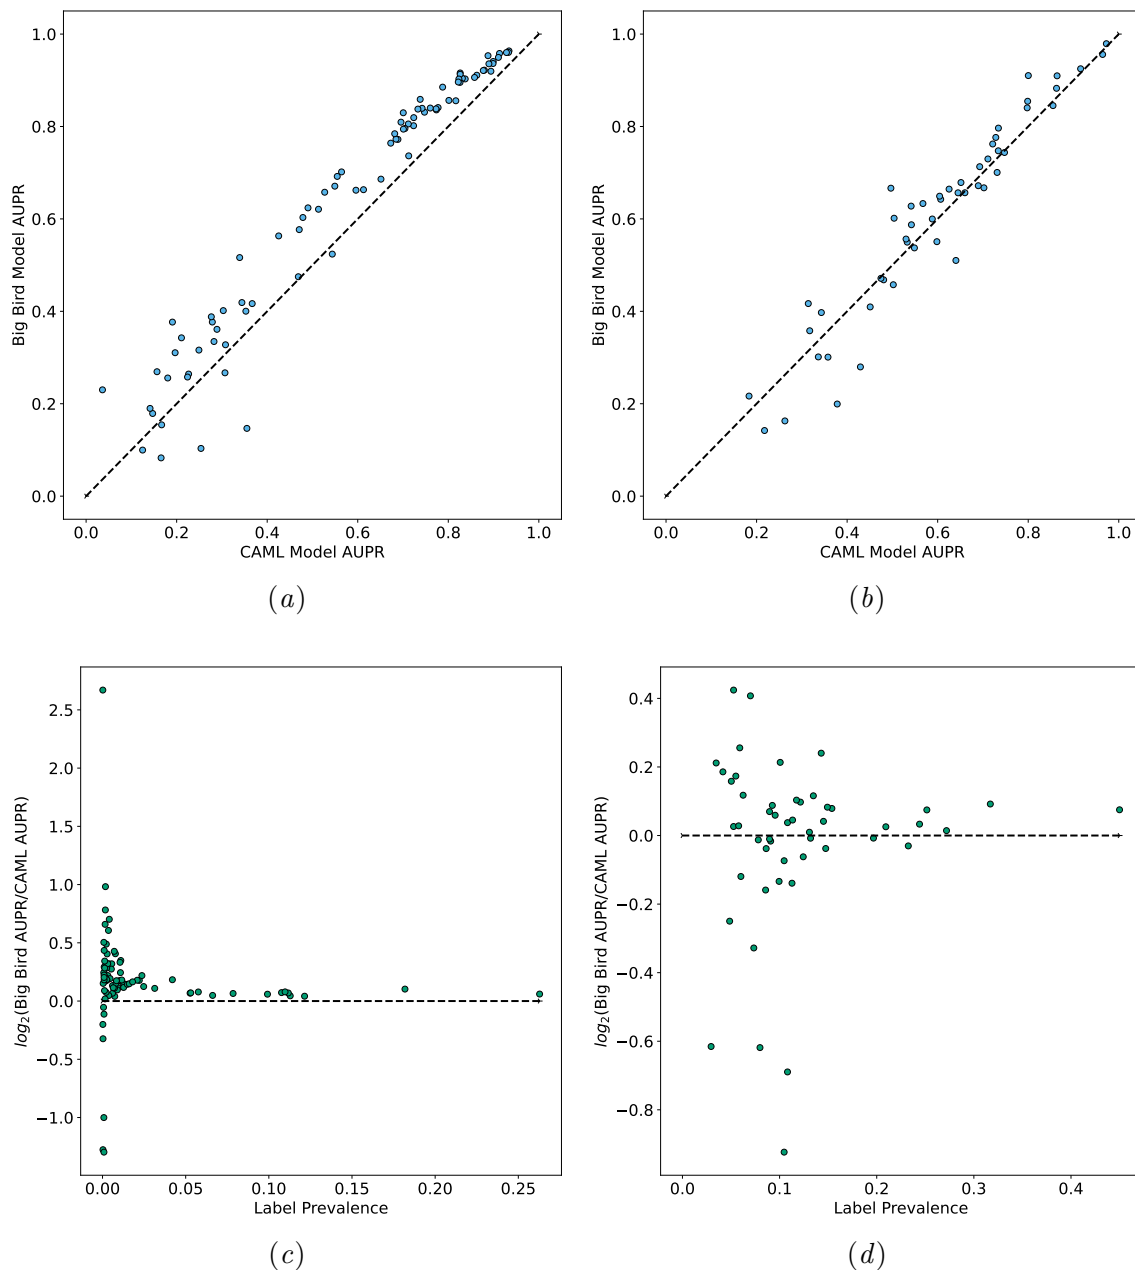 1.0
0.8
0.6
0.4
0.2
0.0
Big Bird Model AUPR
0.0 0.2 0.4 0.6 0.8 1.0
CAML Model AUPR
(a)
1.0
0.8
0.6
0.4
0.2
0.0
Big Bird Model AUPR
0.0 0.2 0.4 0.6 0.8 1.0
CAML Model AUPR
(b)
2.5
2.0
1.5
1.0
0.5
0.0
−0.5
−1.0
log₂(Big Bird AUPR/CAML AUPR)
0.00 0.05 0.10 0.15 0.20 0.25
Label Prevalence
(c)
0.4
0.2
0.0
−0.2
−0.4
−0.6
−0.8
log₂(Big Bird AUPR/CAML AUPR)
0.0 0.1 0.2 0.3 0.4
Label Prevalence
(d)